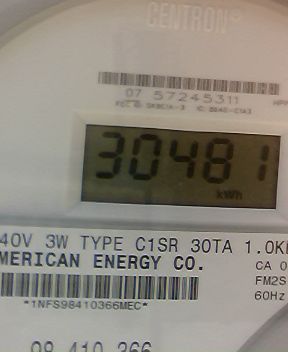 CENTRON®
07 57245311
30481
kWh
40V 3W TYPE C1SR 30TA 1.0K
MERICAN ENERGY CO.
CA 0
FM2S
60Hz
*1NFS98410366MEC*
98 410 366